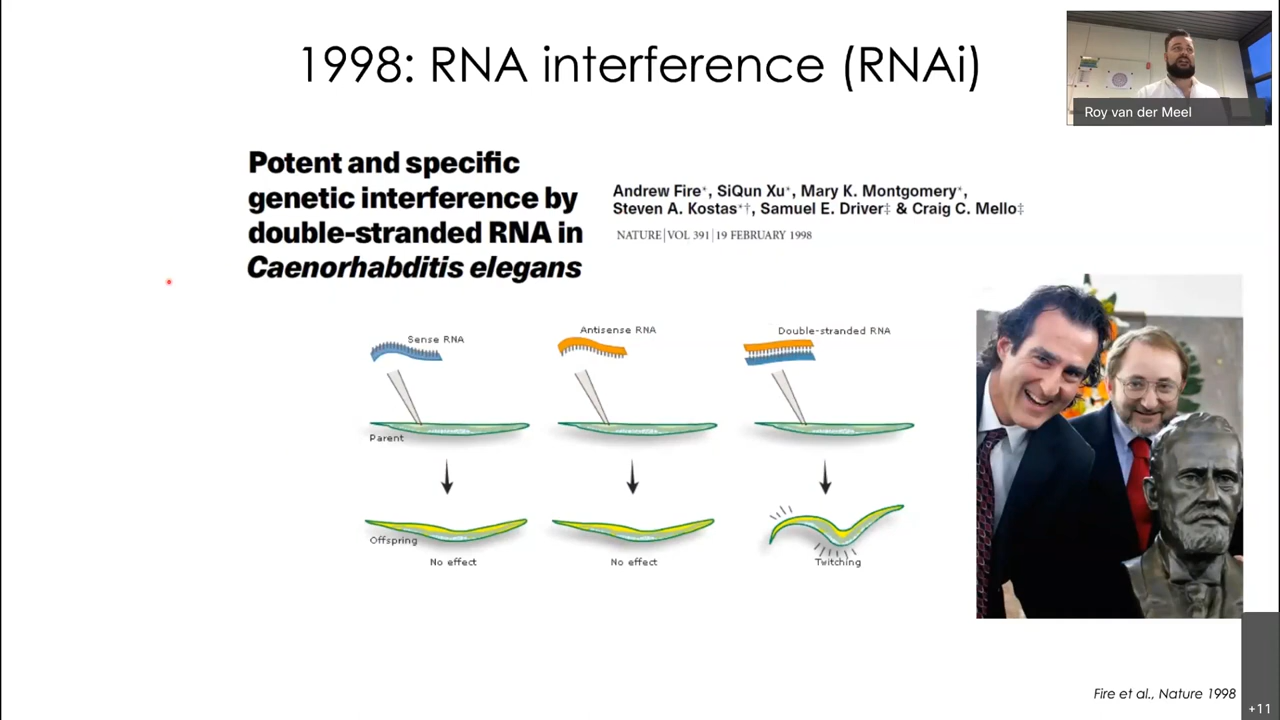 1998: RNA interference (RNAi)
Roy van der Meel
Potent and specific
genetic interference by
double-stranded RNA in
Caenorhabditis elegans
Andrew Fire*, SiQun Xu*, Mary K. Montgomery*,
Steven A. Kostas*†, Samuel E. Driver‡ & Craig C. Mello‡
NATURE | VOL 391 | 19 FEBRUARY 1998
Sense RNA
Antisense RNA
Double-stranded RNA
Parent
Offspring
No effect
No effect
Twitching
Fire et al., Nature 1998
+11